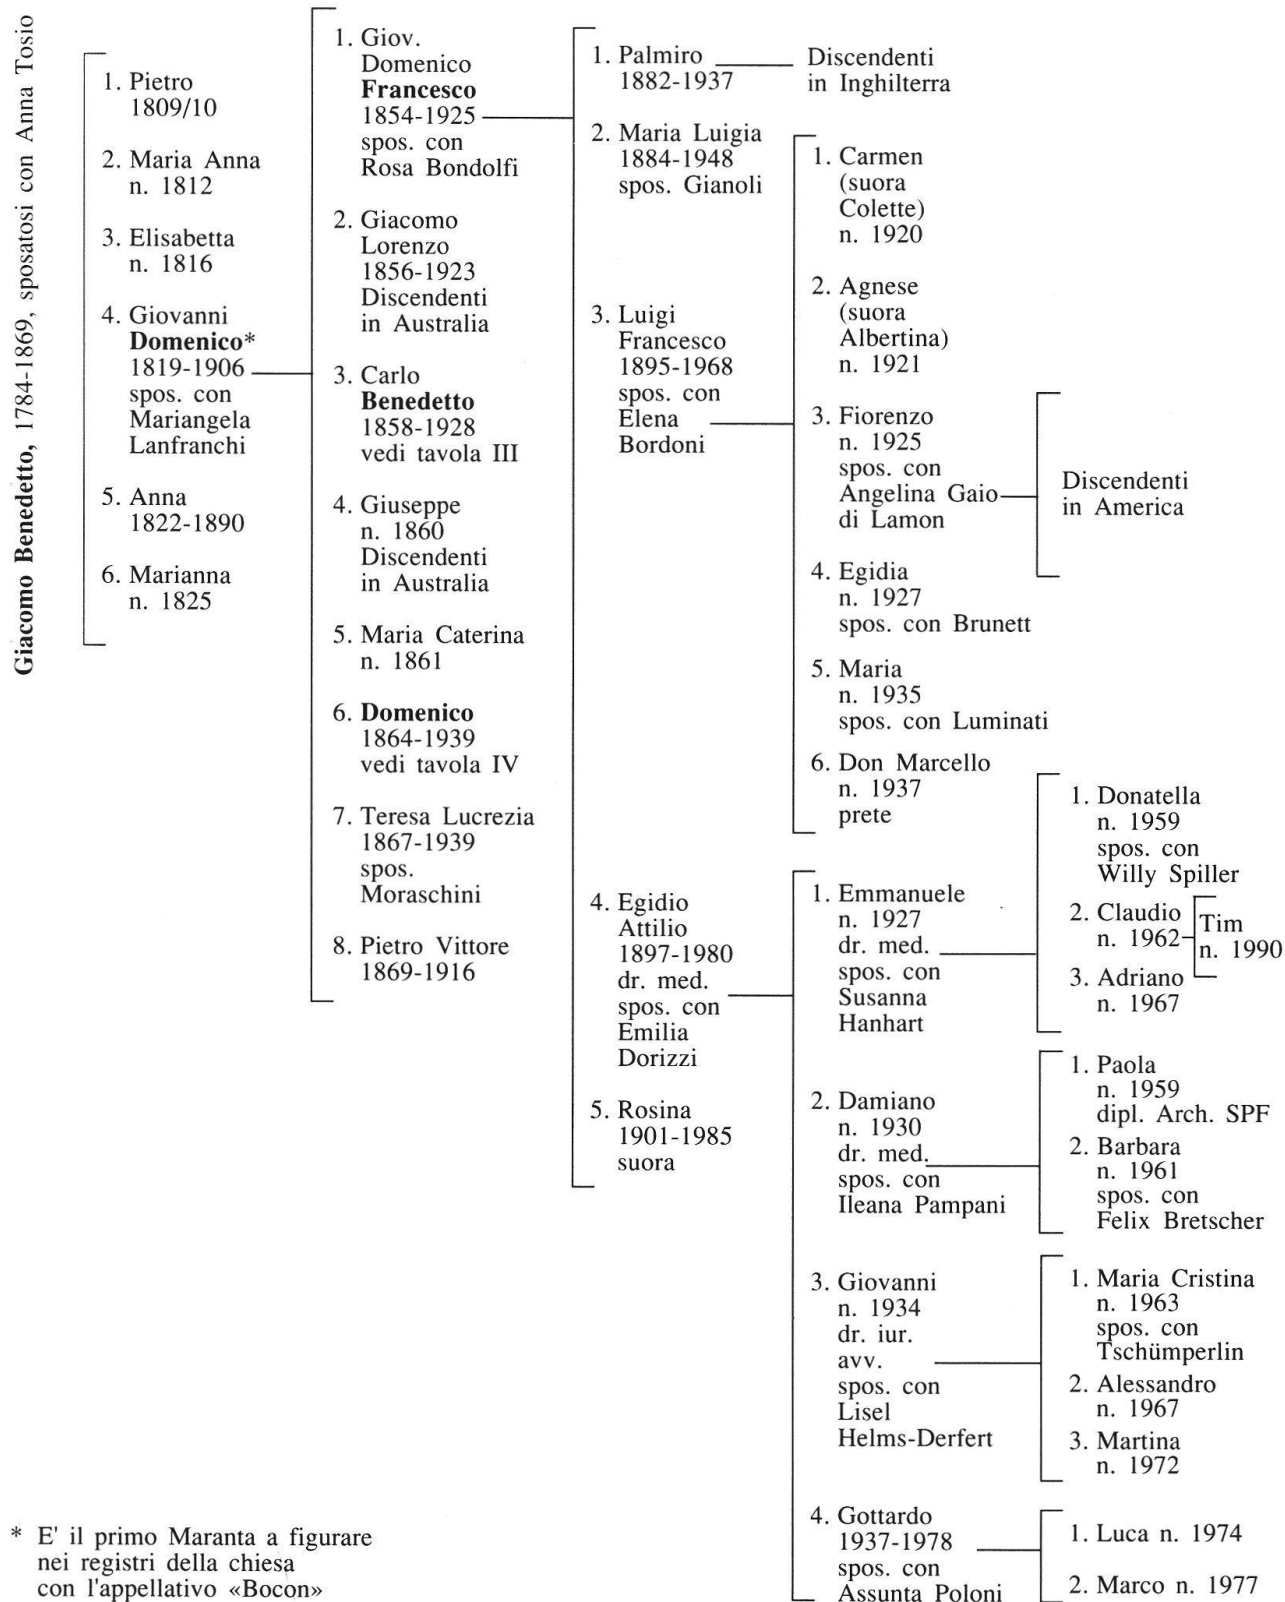 Giacomo Benedetto, 1784-1869, sposatosi con Anna Tosio
1. Pietro
1809/10
2. Maria Anna
n. 1812
3. Elisabetta
n. 1816
4. Giovanni
Domenico*
1819-1906
spos. con
Mariangela
Lanfranchi
5. Anna
1822-1890
6. Marianna
n. 1825
1. Giov.
Domenico
Francesco
1854-1925
spos. con
Rosa Bondolfi
2. Giacomo
Lorenzo
1856-1923
Discendenti
in Australia
3. Carlo
Benedetto
1858-1928
vedi tavola III
4. Giuseppe
n. 1860
Discendenti
in Australia
5. Maria Caterina
n. 1861
6. Domenico
1864-1939
vedi tavola IV
7. Teresa Lucrezia
1867-1939
spos.
Moraschini
8. Pietro Vittore
1869-1916
1. Palmiro
1882-1937
Discendenti
in Inghilterra
2. Maria Luigia
1884-1948
spos. Gianoli
3. Luigi
Francesco
1895-1968
spos. con
Elena
Bordoni
4. Egidio
Attilio
1897-1980
dr. med.
spos. con
Emilia
Dorizzi
5. Rosina
1901-1985
suora
1. Carmen
(suora
Colette)
n. 1920
2. Agnese
(suora
Albertina)
n. 1921
3. Fiorenzo
n. 1925
spos. con
Angelina Gaio
di Lamon
Discendenti
in America
4. Egidia
n. 1927
spos. con Brunett
5. Maria
n. 1935
spos. con Luminati
6. Don Marcello
n. 1937
prete
1. Emmanuele
n. 1927
dr. med.
spos. con
Susanna
Hanhart
2. Damiano
n. 1930
dr. med.
spos. con
Ileana Pampani
3. Giovanni
n. 1934
dr. iur.
avv.
spos. con
Lisel
Helms-Derfert
4. Gottardo
1937-1978
spos. con
Assunta Poloni
1. Donatella
n. 1959
spos. con
Willy Spiller
2. Claudio
n. 1962
Tim
n. 1990
3. Adriano
n. 1967
1. Paola
n. 1959
dipl. Arch. SPF
2. Barbara
n. 1961
spos. con
Felix Bretscher
1. Maria Cristina
n. 1963
spos. con
Tschümperlin
2. Alessandro
n. 1967
3. Martina
n. 1972
1. Luca n. 1974
2. Marco n. 1977
* E' il primo Maranta a figurare
nei registri della chiesa
con l'appellativo «Bocon»